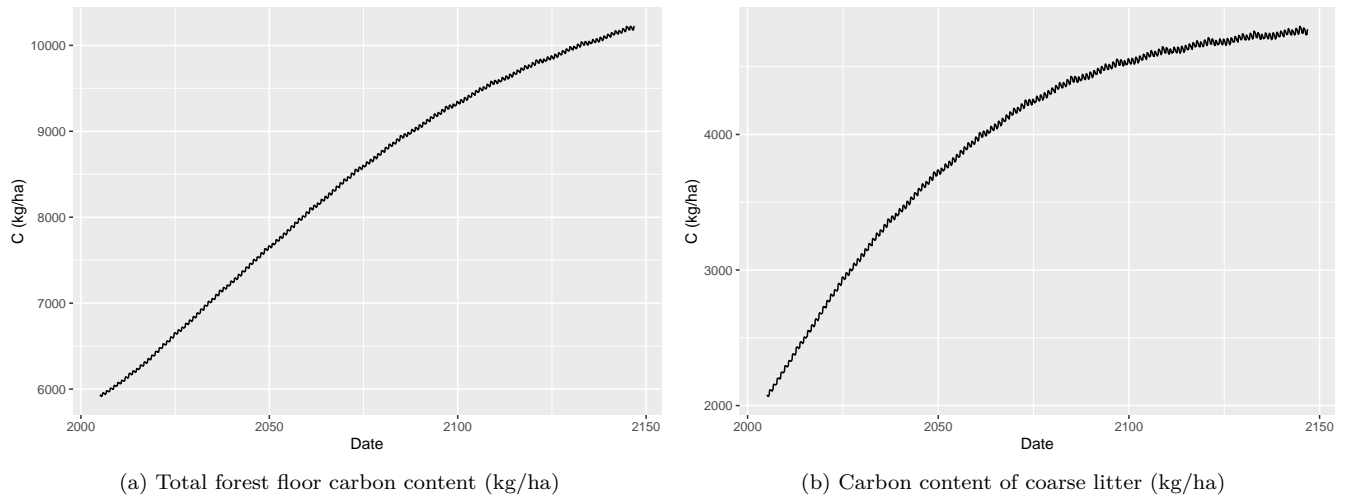 10000
9000
8000
7000
6000
C (kg/ha)
2000
2050
2100
2150
Date
(a) Total forest floor carbon content (kg/ha)
4000
3000
2000
C (kg/ha)
2000
2050
2100
2150
Date
(b) Carbon content of coarse litter (kg/ha)